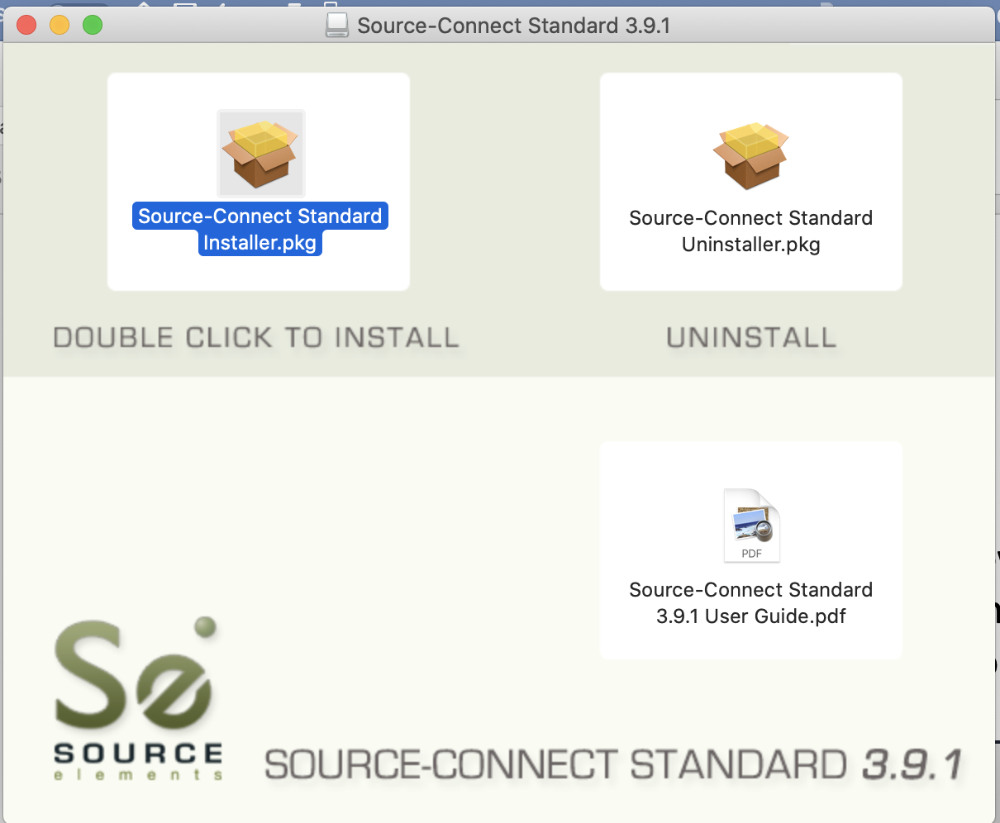 Source-Connect Standard 3.9.1
Source-Connect Standard
Installer.pkg
Source-Connect Standard
Uninstaller.pkg
DOUBLE CLICK TO INSTALL
UNINSTALL
PDF
Source-Connect Standard
3.9.1 User Guide.pdf
Se
SOURCE
elements
SOURCE-CONNECT STANDARD 3.9.1